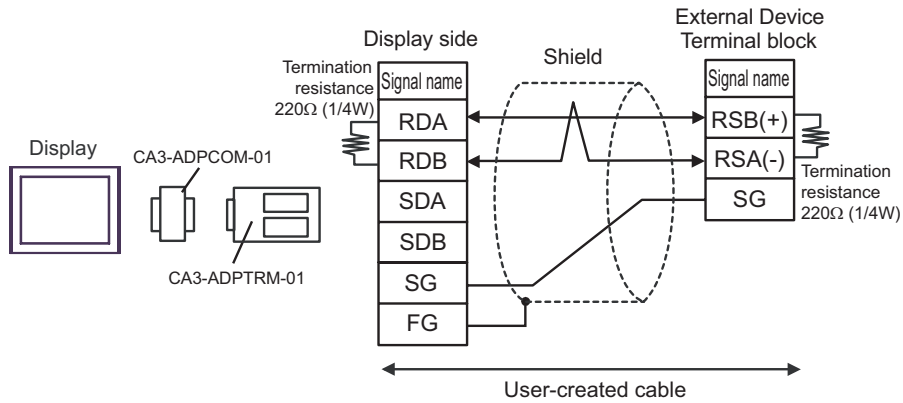 Display
CA3-ADPCOM-01
CA3-ADPTRM-01
Display side
Termination
resistance
220Ω (1/4W)
Signal name
RDA
RDB
SDA
SDB
SG
FG
Shield
External Device
Terminal block
Signal name
RSB(+)
RSA(-)
SG
Termination
resistance
220Ω (1/4W)
User-created cable